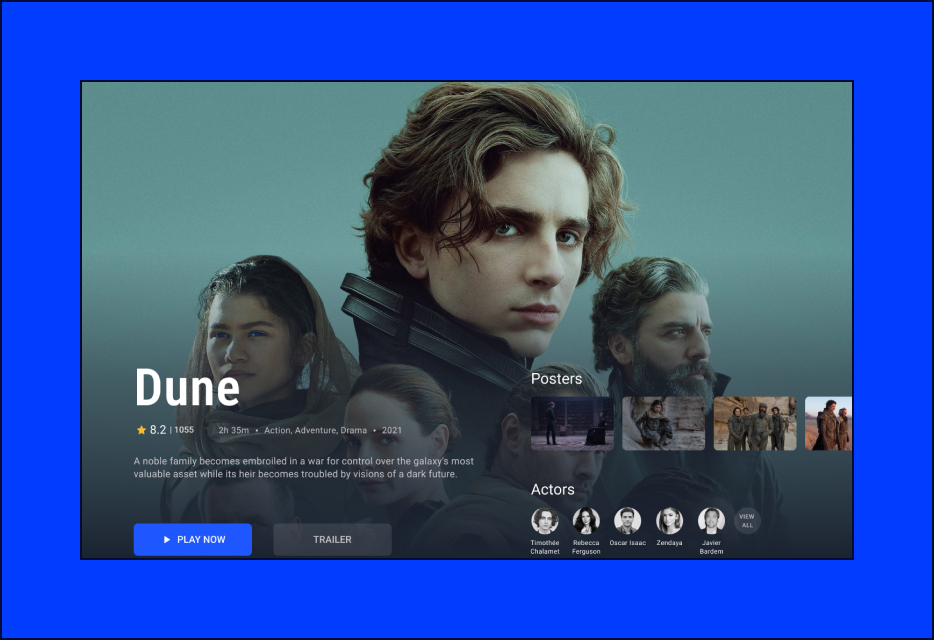 Dune
8.2 | 1055 2h 35m • Action, Adventure, Drama • 2021
A noble family becomes embroiled in a war for control over the galaxy's most
valuable asset while its heir becomes troubled by visions of a dark future.
PLAY NOW
TRAILER
Posters
Actors
Timothée
Chalamet
Rebecca
Ferguson
Oscar Isaac
Zendaya
Javier
Bardem
VIEW
ALL